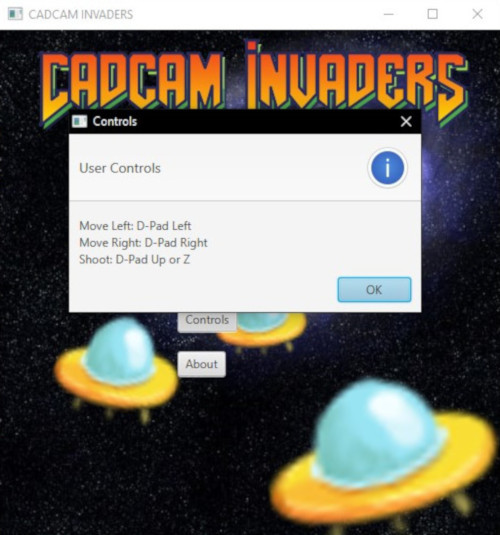 CADCAM INVADERS
CADCAM INVADERS
Controls
User Controls
Move Left: D-Pad Left
Move Right: D-Pad Right
Shoot: D-Pad Up or Z
OK
Controls
About